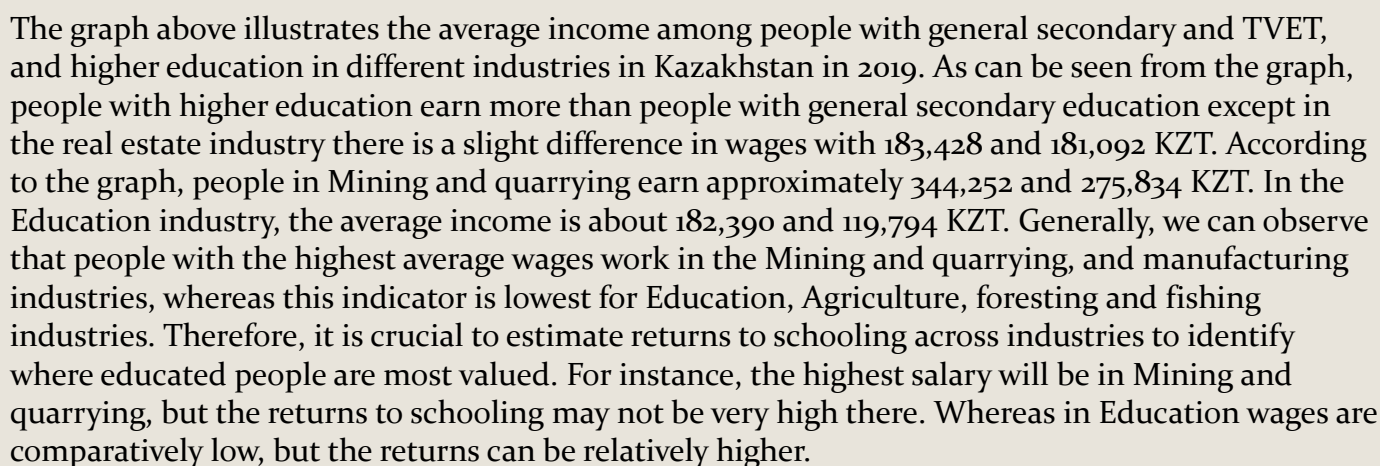 The graph above illustrates the average income among people with general secondary and TVET,
and higher education in different industries in Kazakhstan in 2019. As can be seen from the graph,
people with higher education earn more than people with general secondary education except in
the real estate industry there is a slight difference in wages with 183,428 and 181,092 KZT. According
to the graph, people in Mining and quarrying earn approximately 344,252 and 275,834 KZT. In the
Education industry, the average income is about 182,390 and 119,794 KZT. Generally, we can observe
that people with the highest average wages work in the Mining and quarrying, and manufacturing
industries, whereas this indicator is lowest for Education, Agriculture, foresting and fishing
industries. Therefore, it is crucial to estimate returns to schooling across industries to identify
where educated people are most valued. For instance, the highest salary will be in Mining and
quarrying, but the returns to schooling may not be very high there. Whereas in Education wages are
comparatively low, but the returns can be relatively higher.